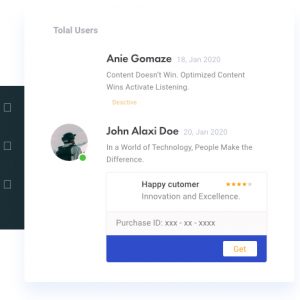 Tolal Users
Anie Gomaze 18, Jan 2020
Content Doesn't Win. Optimized Content
Wins Activate Listening.
Deactive
John Alaxi Doe 20, Jan 2020
In a World of Technology, People Make the
Difference.
Happy cutomer
Innovation and Excellence.
Purchase ID: xxx - xx - xxxx
Get